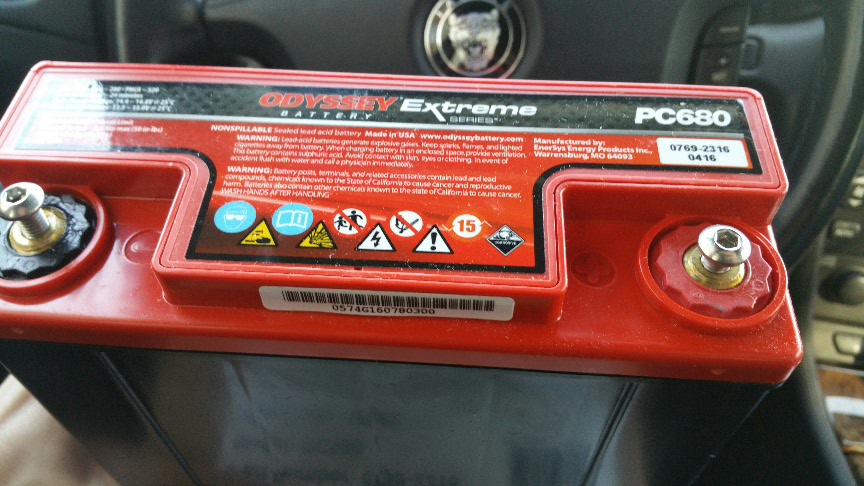 ODYSSEY Extreme
BATTERY SERIES™
PC680
NONSPILLABLE Sealed lead acid battery Made in USA www.odysseybattery.com
WARNING: Lead-acid batteries generate explosive gases. Keep sparks, flames, and lighted
cigarettes away from battery. When charging battery in an enclosed space, provide ventilation.
This battery contains sulphuric acid. Avoid contact with skin, eyes or clothing. In event of
accident flush with water and call a physician immediately.
Manufactured by:
EnerSys Energy Products Inc.
Warrensburg, MO 64093
0769-2316
0416
WARNING: Battery posts, terminals, and related accessories contain lead and lead
compounds, chemicals known to the State of California to cause cancer and reproductive
harm. Batteries also contain other chemicals known to the state of California to cause cancer.
WASH HANDS AFTER HANDLING
15
CORROSIVE
0574G160780300